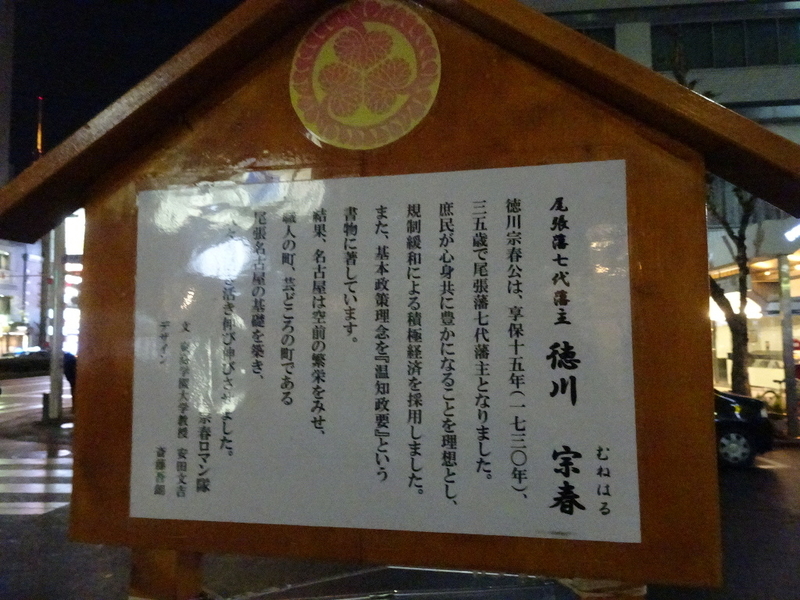 尾張藩七代藩主 徳川 宗春
むねはる
徳川宗春公は、享保十五年(一七三〇年)、
三五歳で尾張藩七代藩主となりました。
庶民が心身共に豊かになることを理想とし、
規制緩和による積極経済を採用しました。
また、基本政策理念を『温知政要』という
書物に著しています。
結果、名古屋は空前の繁栄をみせ、
職人の町、芸どころの町である
尾張名古屋の基礎を築き、
活き伸び伸びさせました。
宗春ロマン隊
文 学院大学教授 安田文吉
デザイン 斎藤吾朗